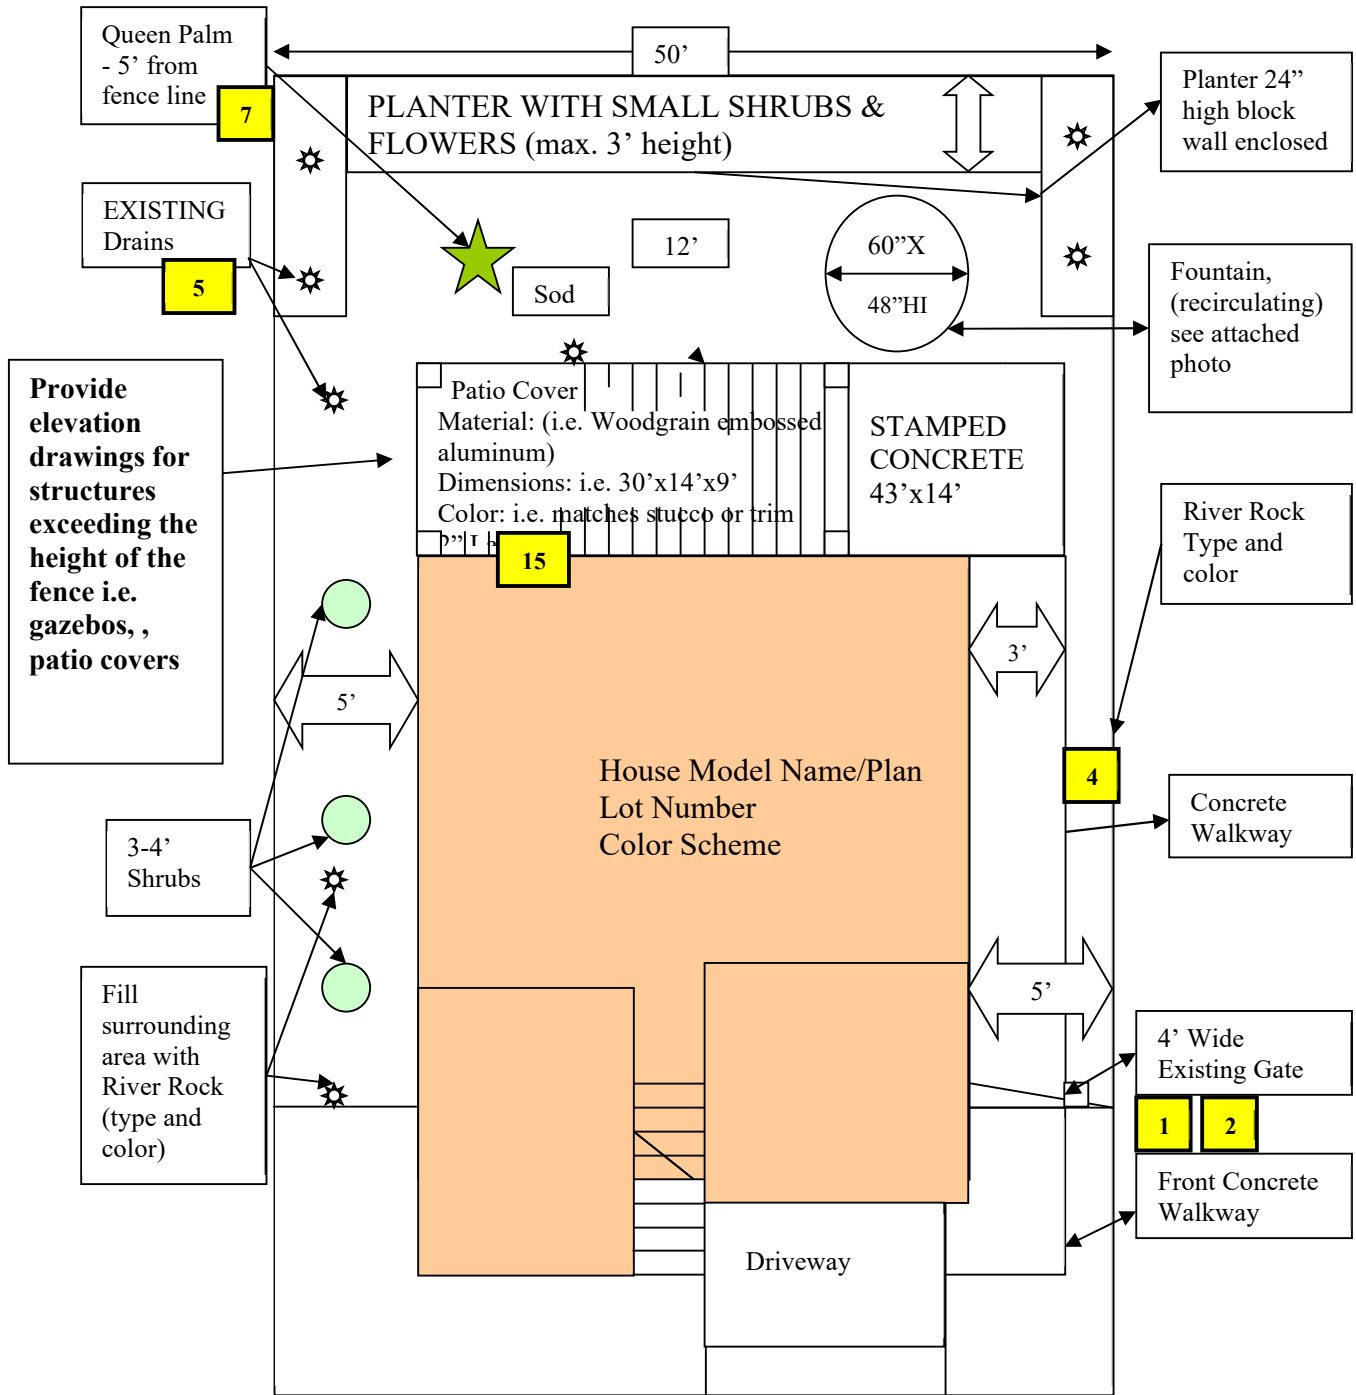 Queen Palm
- 5’ from
fence line
7
50’
PLANTER WITH SMALL SHRUBS &
FLOWERS (max. 3’ height)
Planter 24”
high block
wall enclosed
EXISTING
Drains
5
12’
Sod
60”X
48”HI
Fountain,
(recirculating)
see attached
photo
Provide
elevation
drawings for
structures
exceeding the
height of the
fence i.e.
gazebos, ,
patio covers
Patio Cover
Material: (i.e. Woodgrain embossed
aluminum)
Dimensions: i.e. 30’x14’x9’
Color: i.e. matches stucco or trim
15
STAMPED
CONCRETE
43’x14’
River Rock
Type and
color
5’
3’
House Model Name/Plan
Lot Number
Color Scheme
4
Concrete
Walkway
3-4’
Shrubs
Fill
surrounding
area with
River Rock
(type and
color)
5’
4’ Wide
Existing Gate
1
2
Front Concrete
Walkway
Driveway